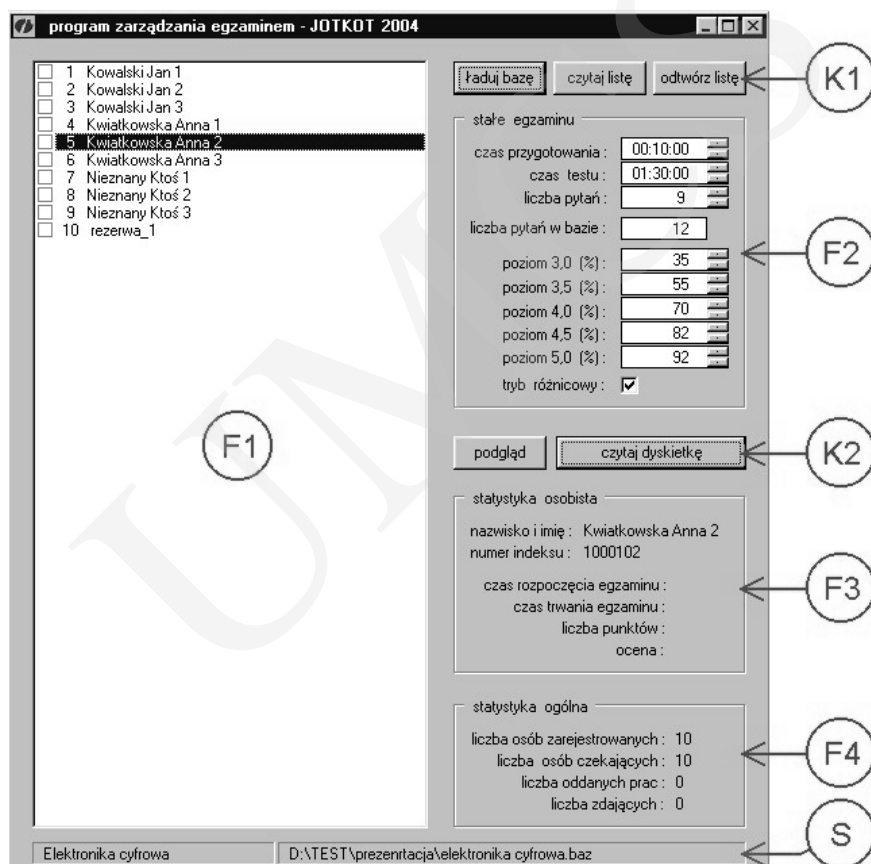 program zarządzania egzaminem - JOTKOT 2004
1 Kowalski Jan 1
2 Kowalski Jan 2
3 Kowalski Jan 3
4 Kwiatkowska Anna 1
5 Kwiatkowska Anna 2
6 Kwiatkowska Anna 3
7 Nieznany Ktoś 1
8 Nieznany Ktoś 2
9 Nieznany Ktoś 3
10 rezerwa_1
F1
ładuj bazę czytaj listę odtwórz listę K1
stałe egzaminu
czas przygotowania : 00:10:00
czas testu : 01:30:00
liczba pytań : 9
liczba pytań w bazie : 12
F2
poziom 3,0 (%) : 35
poziom 3,5 (%) : 55
poziom 4,0 (%) : 70
poziom 4,5 (%) : 82
poziom 5,0 (%) : 92
tryb różnicowy :
podgląd czytaj dyskietkę K2
statystyka osobista
nazwisko i imię : Kwiatkowska Anna 2
numer indeksu : 1000102
czas rozpoczęcia egzaminu : F3
czas trwania egzaminu :
liczba punktów :
ocena :
statystyka ogólna
liczba osób zarejestrowanych : 10
liczba osób czekających : 10 F4
liczba oddanych prac : 0
liczba zdających : 0
Elektronika cyfrowa D:\TEST\prezenrtacja\elektronika cyfrowa.baz S
UMCS